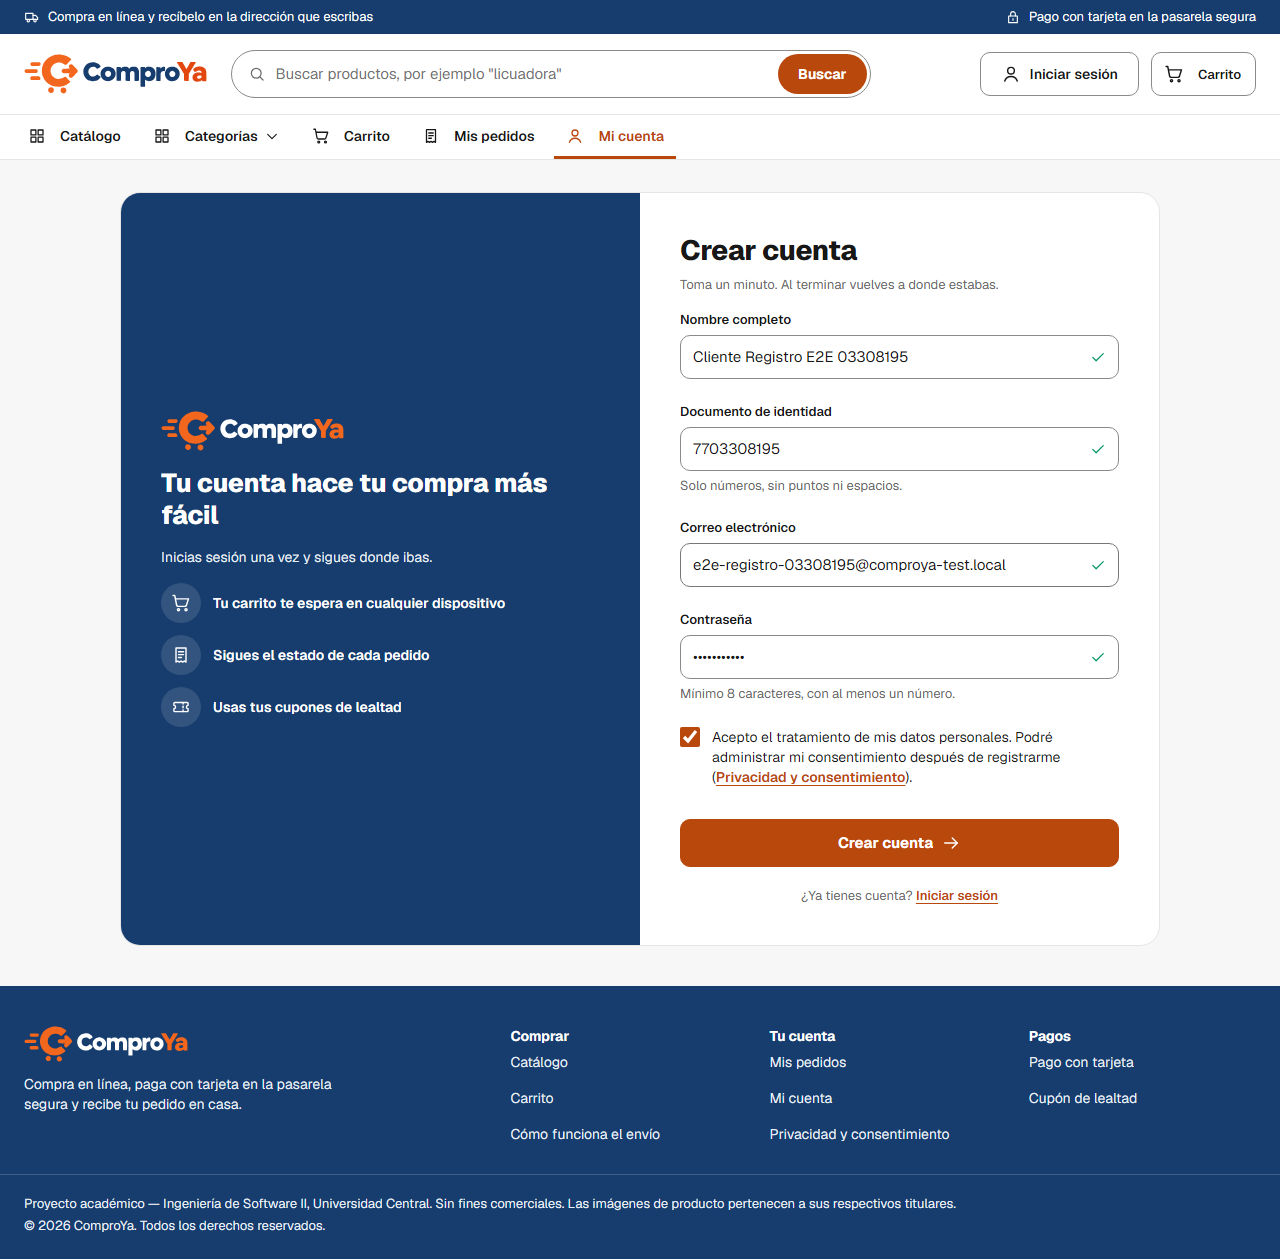 Compra en línea y recíbelo en la dirección que escribas
Pago con tarjeta en la pasarela segura
ComproYa
Buscar productos, por ejemplo "licuadora"
Buscar
Iniciar sesión
Carrito
Catálogo
Categorías
Carrito
Mis pedidos
Mi cuenta
ComproYa
Tu cuenta hace tu compra más
fácil
Inicias sesión una vez y sigues donde ibas.
Tu carrito te espera en cualquier dispositivo
Sigues el estado de cada pedido
Usas tus cupones de lealtad
Crear cuenta
Toma un minuto. Al terminar vuelves a donde estabas.
Nombre completo
Cliente Registro E2E 03308195
Documento de identidad
7703308195
Solo números, sin puntos ni espacios.
Correo electrónico
e2e-registro-03308195@comproya-test.local
Contraseña
•••••••••••
Mínimo 8 caracteres, con al menos un número.
Acepto el tratamiento de mis datos personales. Podré
administrar mi consentimiento después de registrarme
(Privacidad y consentimiento).
Crear cuenta
¿Ya tienes cuenta? Iniciar sesión
ComproYa
Compra en línea, paga con tarjeta en la pasarela
segura y recibe tu pedido en casa.
Comprar
Catálogo
Carrito
Cómo funciona el envío
Tu cuenta
Mis pedidos
Mi cuenta
Privacidad y consentimiento
Pagos
Pago con tarjeta
Cupón de lealtad
Proyecto académico — Ingeniería de Software II, Universidad Central. Sin fines comerciales. Las imágenes de producto pertenecen a sus respectivos titulares.
© 2026 ComproYa. Todos los derechos reservados.